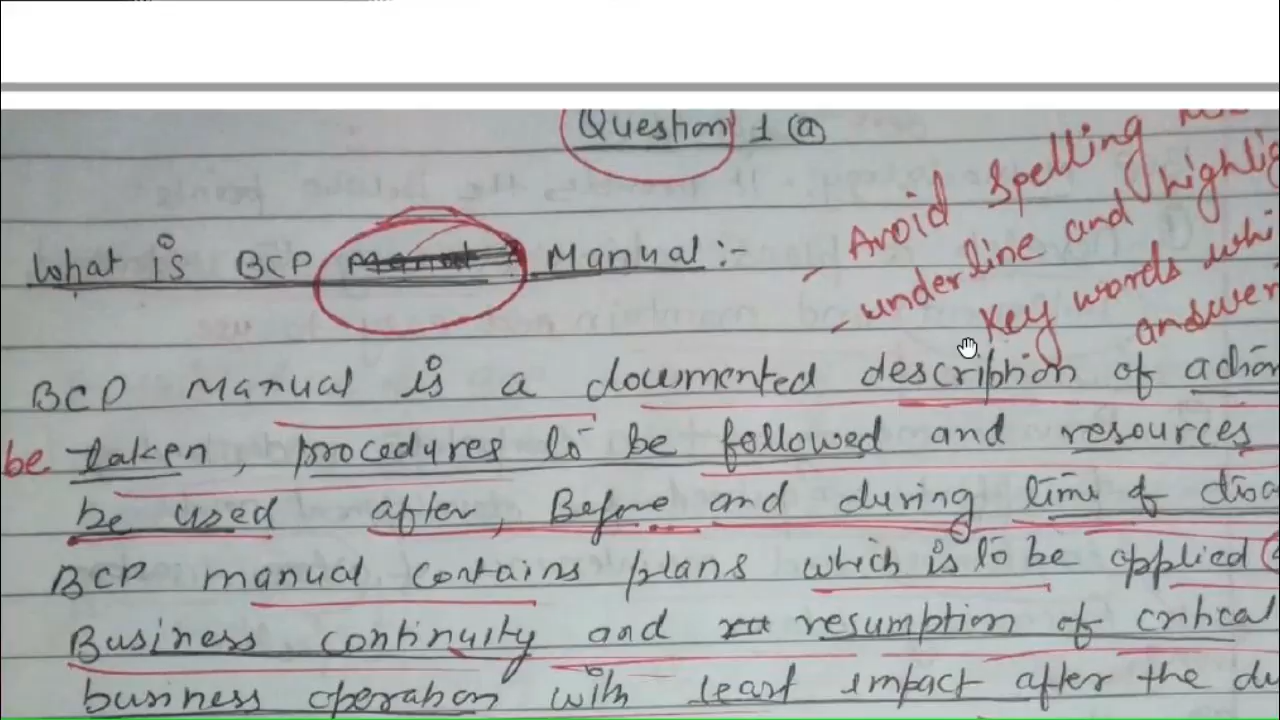 Question 1 (a)
- Avoid Spelling
- underline and highlig
Key words whi
answer
What is BCP Manual :-
BCP Manual is a documented description of action
be taken, procedures to be followed and resources
be used after, Before and during time of disa
BCP manual contains plans which is to be applied
Business continuity and resumption of critical
business operation with least impact after the du